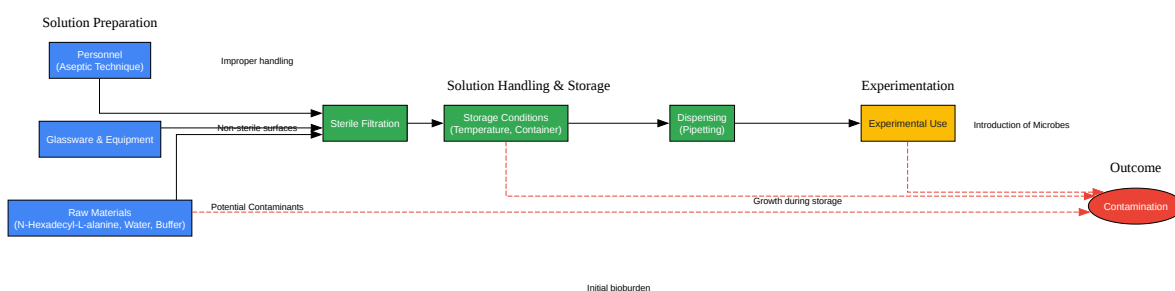 Solution Preparation
Personnel
(Aseptic Technique)
Improper handling
Solution Handling & Storage
Experimentation
Glassware & Equipment
Non-sterile surfaces
Sterile Filtration
Storage Conditions
(Temperature, Container)
Dispensing
(Pipetting)
Experimental Use
Introduction of Microbes
Outcome
Raw Materials
(N-Hexadecyl-L-alanine, Water, Buffer)
Potential Contaminants
Growth during storage
Contamination
Initial bioburden